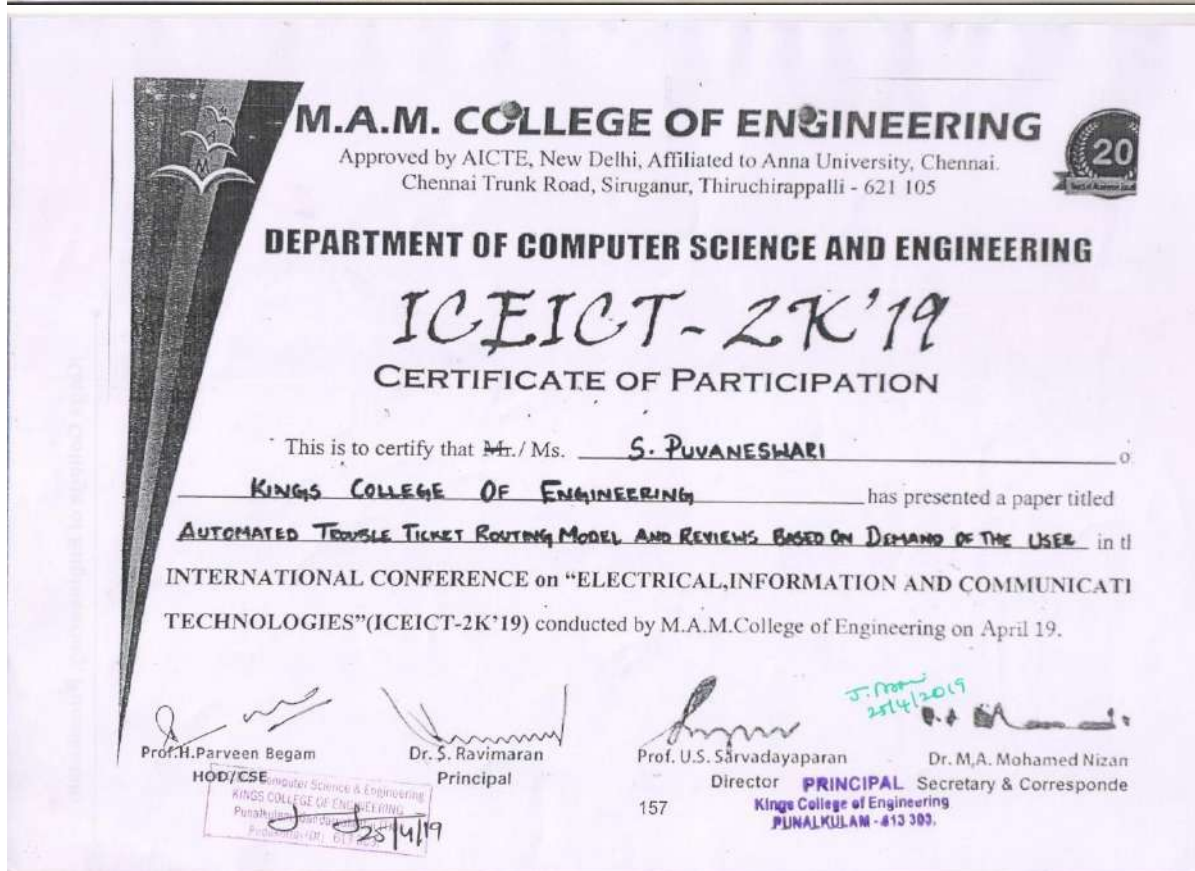 M.A.M. COLLEGE OF ENGINEERING
20
Approved by AICTE, New Delhi, Affiliated to Anna University, Chennai.
Chennai Trunk Road, Siruganur, Thiruchirappalli - 621 105
DEPARTMENT OF COMPUTER SCIENCE AND ENGINEERING
ICEICT-2K'19
CERTIFICATE OF PARTICIPATION
This is to certify that Mr./ Ms. S. PUVANESWARI o
KINGS COLLEGE OF ENGINEERING has presented a paper titled
AUTOMATED TROUBLE TICKET ROUTING MODEL AND REVIEWS BASED ON DEMAND OF THE USER in tl
INTERNATIONAL CONFERENCE on "ELECTRICAL,INFORMATION AND COMMUNICATI
TECHNOLOGIES"(ICEICT-2K'19) conducted by M.A.M.College of Engineering on April 19.
25/4/2019
Prof.H.Parveen Begam
HOD/CSE
Dr. S. Ravimaran
Principal
Prof. U.S. Sarvadayaparan
Director
Dr. M,A. Mohamed Nizan
Secretary & Corresponde
Computer Science & Engineering
KINGS COLLEGE OF ENGINEERING
25/4/19
157
PRINCIPAL
Kings College of Engineering
PUNALKULAM - 613 303.